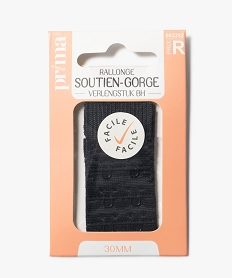 prima
RALLONGE
SOUTIEN-GORGE
VERLENGSTUK BH
R
FACILE
FACILE
30MM